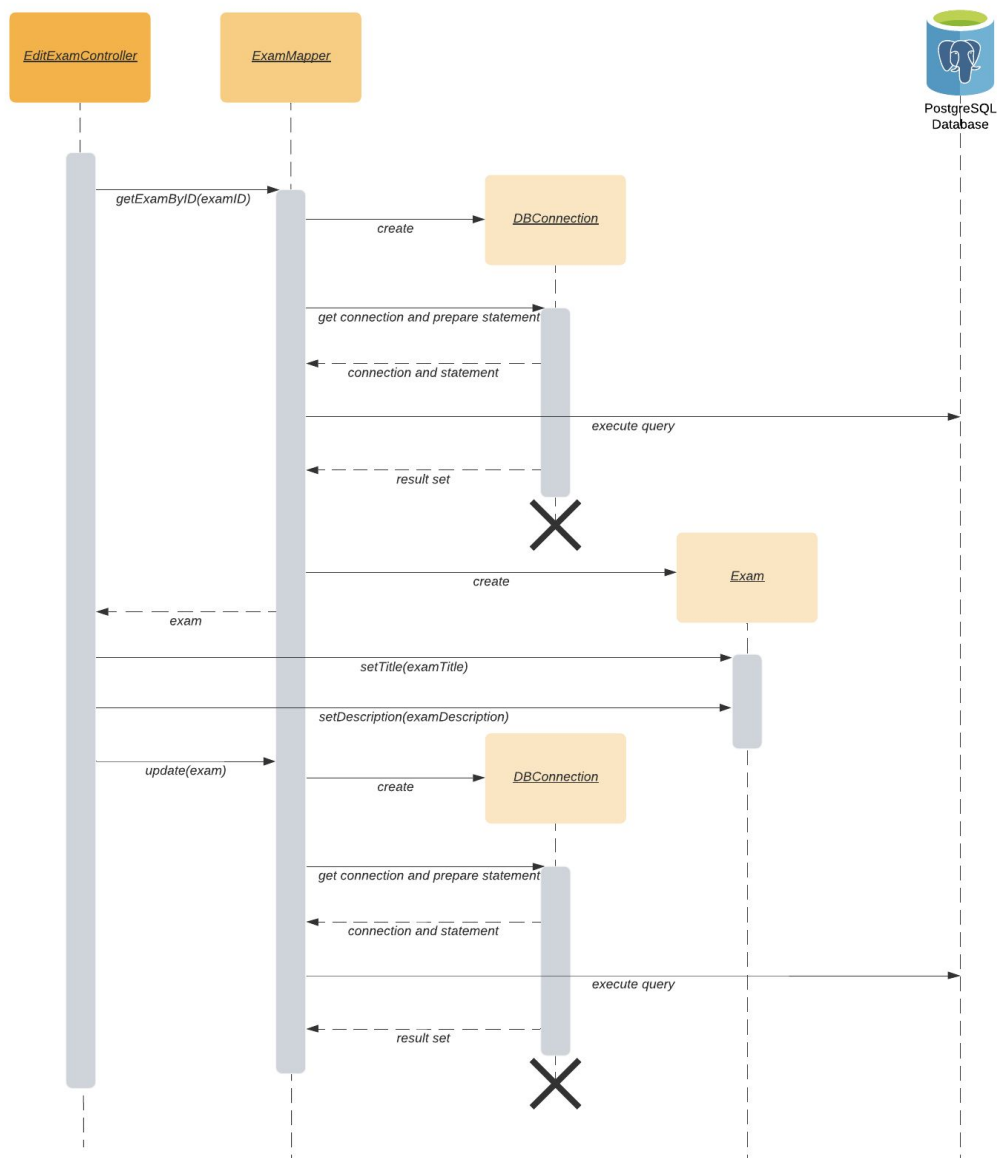 EditExamController
ExamMapper
PostgreSQL
Database
getExamByID(examID)
create
DBConnection
get connection and prepare statement
connection and statement
execute query
result set
create
Exam
exam
setTitle(examTitle)
setDescription(examDescription)
update(exam)
create
DBConnection
get connection and prepare statement
connection and statement
execute query
result set